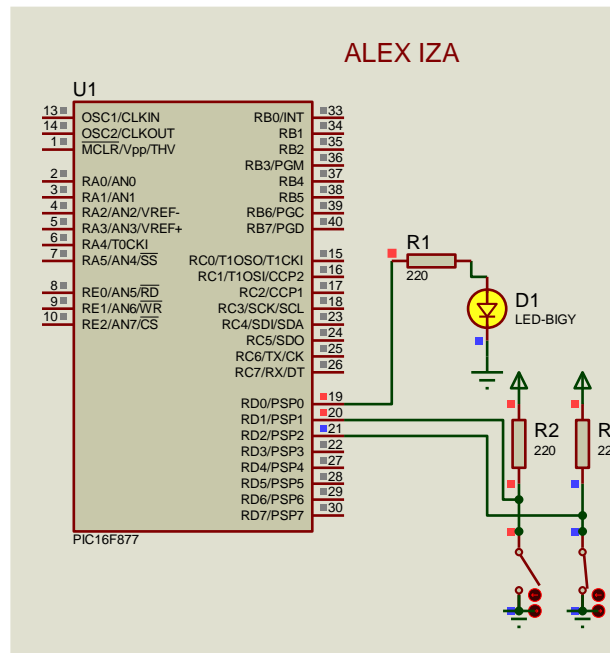 ALEX IZA
U1
13 OSC1/CLKIN RB0/INT 33
14 OSC2/CLKOUT RB1 34
1 MCLR/Vpp/THV RB2 35
RB3/PGM 36
2 RA0/AN0 RB4 37
3 RA1/AN1 RB5 38
4 RA2/AN2/VREF- RB6/PGC 39
5 RA3/AN3/VREF+ RB7/PGD 40
6 RA4/T0CKI
7 RA5/AN4/SS RC0/T1OSO/T1CKI 15
RC1/T1OSI/CCP2 16
8 RE0/AN5/RD RC2/CCP1 17
9 RE1/AN6/WR RC3/SCK/SCL 18
10 RE2/AN7/CS RC4/SDI/SDA 23
RC5/SDO 24
RC6/TX/CK 25
RC7/RX/DT 26
RD0/PSP0 19
RD1/PSP1 20
RD2/PSP2 21
RD3/PSP3 22
RD4/PSP4 27
RD5/PSP5 28
RD6/PSP6 29
RD7/PSP7 30
PIC16F877
R1
220
D1
LED-BIGY
R2
220
R
22